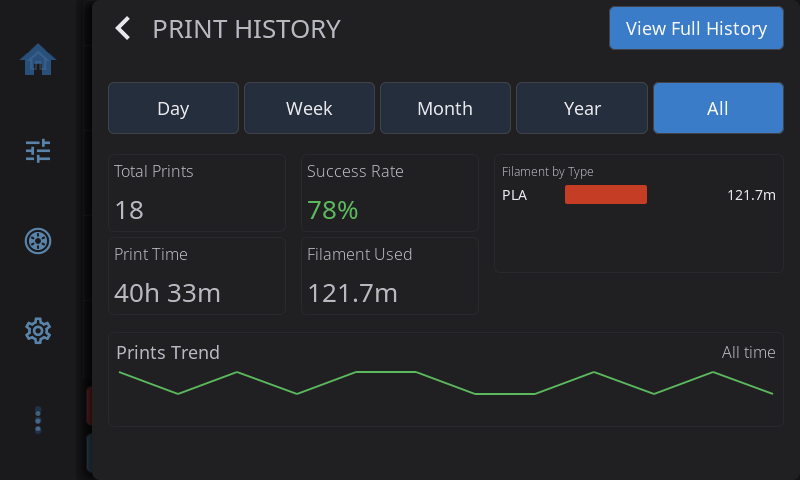 PRINT HISTORY
View Full History
Day
Week
Month
Year
All
Total Prints
18
Success Rate
78%
Print Time
40h 33m
Filament Used
121.7m
Filament by Type
PLA
121.7m
Prints Trend
All time